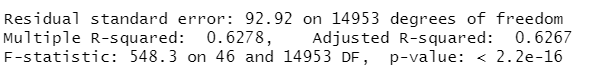 Residual standard error: 92.92 on 14953 degrees of freedom
Multiple R-squared:  0.6278,    Adjusted R-squared:  0.6267
F-statistic: 548.3 on 46 and 14953 DF,  p-value: < 2.2e-16